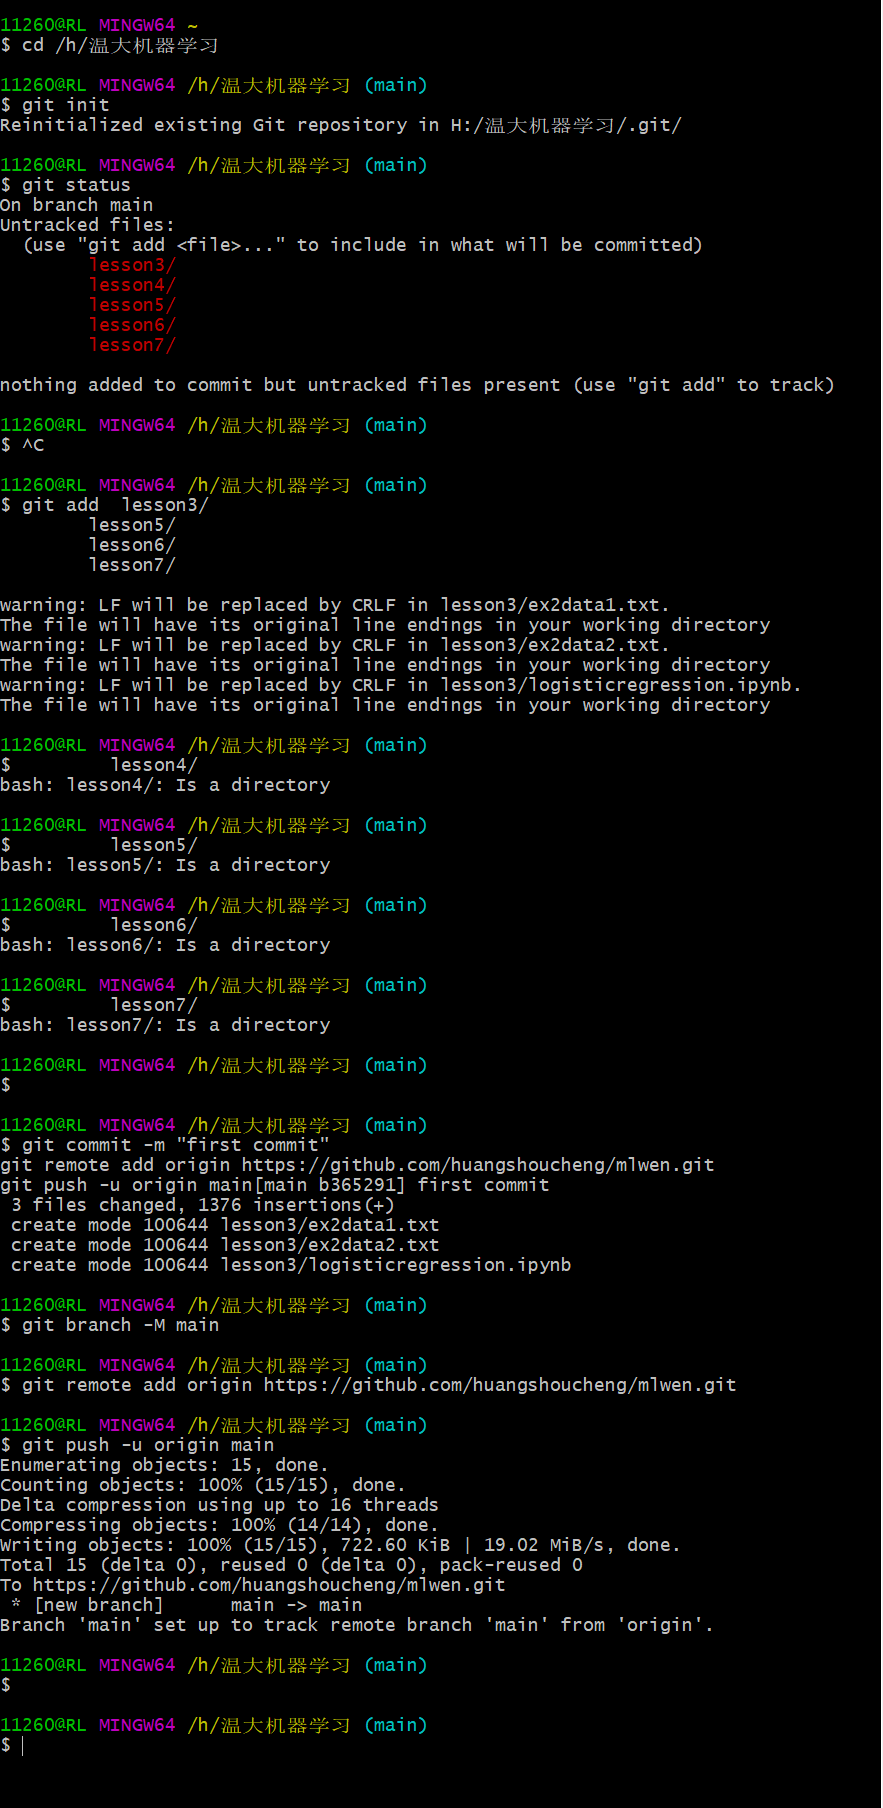 11260@RL MINGW64 ~
$ cd /h/温大机器学习
11260@RL MINGW64 /h/温大机器学习 (main)
$ git init
Reinitialized existing Git repository in H:/温大机器学习/.git/
11260@RL MINGW64 /h/温大机器学习 (main)
$ git status
On branch main
Untracked files:
  (use "git add <file>..." to include in what will be committed)
        lesson3/
        lesson4/
        lesson5/
        lesson6/
        lesson7/
nothing added to commit but untracked files present (use "git add" to track)
11260@RL MINGW64 /h/温大机器学习 (main)
$ ^C
11260@RL MINGW64 /h/温大机器学习 (main)
$ git add  lesson3/
        lesson5/
        lesson6/
        lesson7/
warning: LF will be replaced by CRLF in lesson3/ex2data1.txt.
The file will have its original line endings in your working directory
warning: LF will be replaced by CRLF in lesson3/ex2data2.txt.
The file will have its original line endings in your working directory
warning: LF will be replaced by CRLF in lesson3/logisticregression.ipynb.
The file will have its original line endings in your working directory
11260@RL MINGW64 /h/温大机器学习 (main)
$         lesson4/
bash: lesson4/: Is a directory
11260@RL MINGW64 /h/温大机器学习 (main)
$         lesson5/
bash: lesson5/: Is a directory
11260@RL MINGW64 /h/温大机器学习 (main)
$         lesson6/
bash: lesson6/: Is a directory
11260@RL MINGW64 /h/温大机器学习 (main)
$         lesson7/
bash: lesson7/: Is a directory
11260@RL MINGW64 /h/温大机器学习 (main)
$
11260@RL MINGW64 /h/温大机器学习 (main)
$ git commit -m "first commit"
git remote add origin https://github.com/huangshoucheng/mlwen.git
git push -u origin main[main b365291] first commit
 3 files changed, 1376 insertions(+)
 create mode 100644 lesson3/ex2data1.txt
 create mode 100644 lesson3/ex2data2.txt
 create mode 100644 lesson3/logisticregression.ipynb
11260@RL MINGW64 /h/温大机器学习 (main)
$ git branch -M main
11260@RL MINGW64 /h/温大机器学习 (main)
$ git remote add origin https://github.com/huangshoucheng/mlwen.git
11260@RL MINGW64 /h/温大机器学习 (main)
$ git push -u origin main
Enumerating objects: 15, done.
Counting objects: 100% (15/15), done.
Delta compression using up to 16 threads
Compressing objects: 100% (14/14), done.
Writing objects: 100% (15/15), 722.60 KiB | 19.02 MiB/s, done.
Total 15 (delta 0), reused 0 (delta 0), pack-reused 0
To https://github.com/huangshoucheng/mlwen.git
 * [new branch]      main -> main
Branch 'main' set up to track remote branch 'main' from 'origin'.
11260@RL MINGW64 /h/温大机器学习 (main)
$
11260@RL MINGW64 /h/温大机器学习 (main)
$